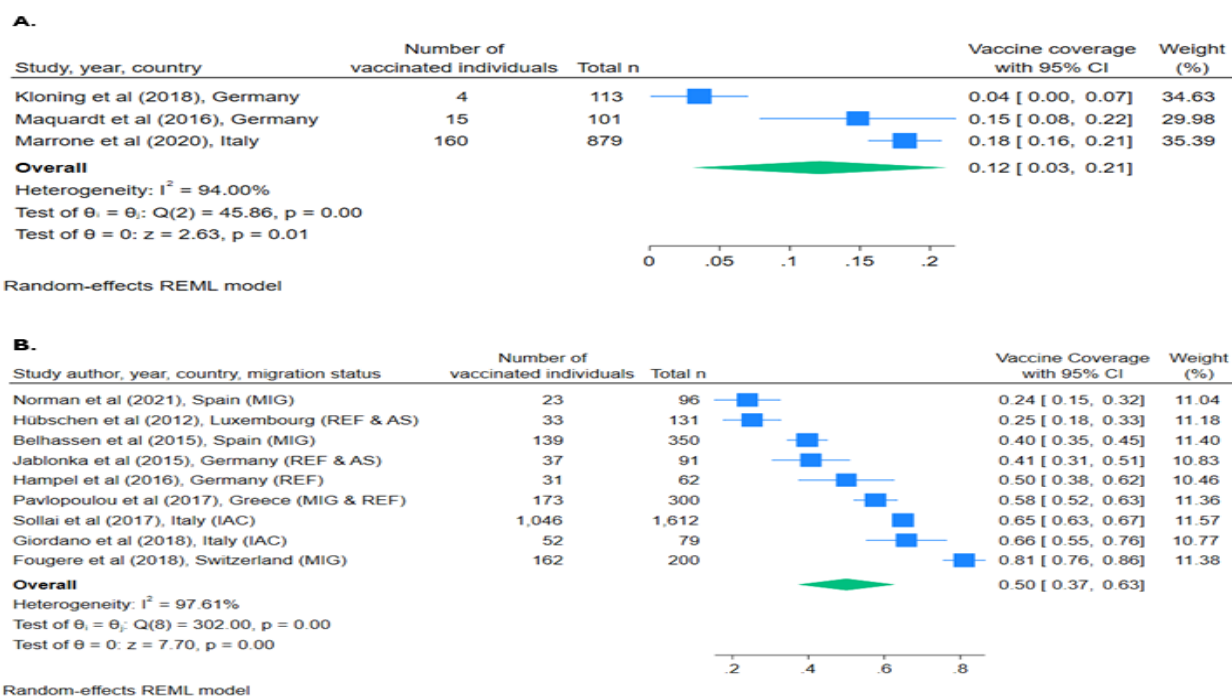 A.
Number of Vaccine coverage Weight
Study, year, country vaccinated individuals Total n with 95% CI (%)
Kloning et al (2018), Germany 4 113 0.04 [ 0.00, 0.07] 34.63
Maquardt et al (2016), Germany 15 101 0.15 [ 0.08, 0.22] 29.98
Marrone et al (2020), Italy 160 879 0.18 [ 0.16, 0.21] 35.39
Overall 0.12 [ 0.03, 0.21]
Heterogeneity: I² = 94.00%
Test of θᵢ = θⱼ: Q(2) = 45.86, p = 0.00
Test of θ = 0: z = 2.63, p = 0.01
0 .05 .1 .15 .2
Random-effects REML model
B.
Number of Vaccine Coverage Weight
Study author, year, country, migration status vaccinated individuals Total n with 95% CI (%)
Norman et al (2021), Spain (MIG) 23 96 0.24 [ 0.15, 0.32] 11.04
Hübschen et al (2012), Luxembourg (REF & AS) 33 131 0.25 [ 0.18, 0.33] 11.18
Belhassen et al (2015), Spain (MIG) 139 350 0.40 [ 0.35, 0.45] 11.40
Jablonka et al (2015), Germany (REF & AS) 37 91 0.41 [ 0.31, 0.51] 10.83
Hampel et al (2016), Germany (REF) 31 62 0.50 [ 0.38, 0.62] 10.46
Pavlopoulou et al (2017), Greece (MIG & REF) 173 300 0.58 [ 0.52, 0.63] 11.36
Sollai et al (2017), Italy (IAC) 1,046 1,612 0.65 [ 0.63, 0.67] 11.57
Giordano et al (2018), Italy (IAC) 52 79 0.66 [ 0.55, 0.76] 10.77
Fougere et al (2018), Switzerland (MIG) 162 200 0.81 [ 0.76, 0.86] 11.38
Overall 0.50 [ 0.37, 0.63]
Heterogeneity: I² = 97.61%
Test of θᵢ = θⱼ: Q(8) = 302.00, p = 0.00
Test of θ = 0: z = 7.70, p = 0.00
.2 .4 .6 .8
Random-effects REML model